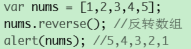 var nums = [1,2,3,4,5];
nums.reverse(); //反转数组
alert(nums); //5,4,3,2,1